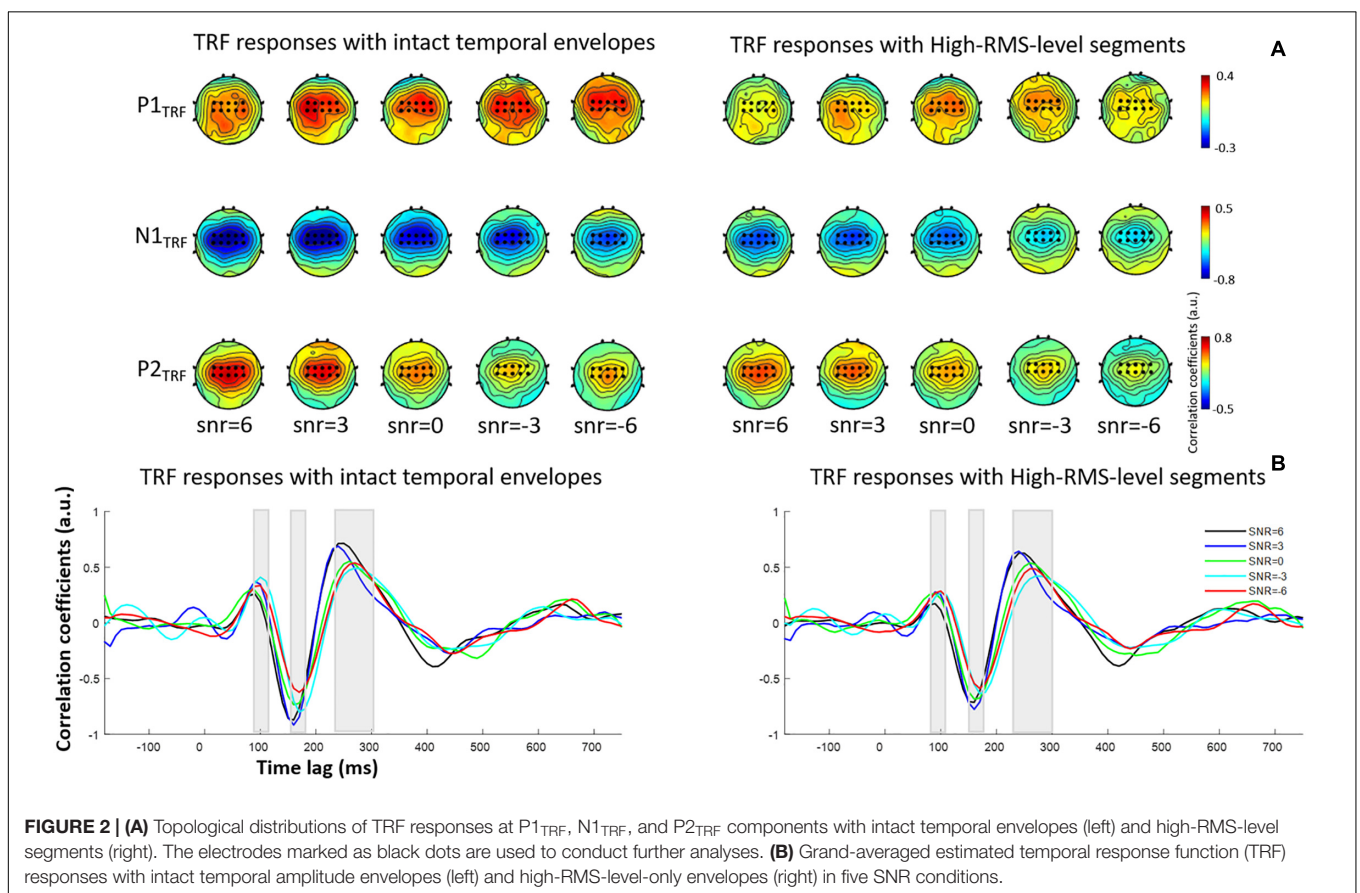 TRF responses with intact temporal envelopes
TRF responses with High-RMS-level segments
A
P1TRF
0.4
-0.3
N1TRF
0.5
-0.8
P2TRF
0.8
-0.5
Correlation coefficients (a.u.)
snr=6 snr=3 snr=0 snr=-3 snr=-6
snr=6 snr=3 snr=0 snr=-3 snr=-6
B
TRF responses with intact temporal envelopes
Correlation coefficients (a.u.)
1
0.5
0
-0.5
-1
-100 0 100 200 300 400 500 600 700
Time lag (ms)
TRF responses with High-RMS-level segments
1
0.5
0
-0.5
-1
-100 0 100 200 300 400 500 600 700
SNR=6
SNR=3
SNR=0
SNR=-3
SNR=-6
FIGURE 2 | (A) Topological distributions of TRF responses at P1TRF, N1TRF, and P2TRF components with intact temporal envelopes (left) and high-RMS-level
segments (right). The electrodes marked as black dots are used to conduct further analyses. (B) Grand-averaged estimated temporal response function (TRF)
responses with intact temporal amplitude envelopes (left) and high-RMS-level-only envelopes (right) in five SNR conditions.